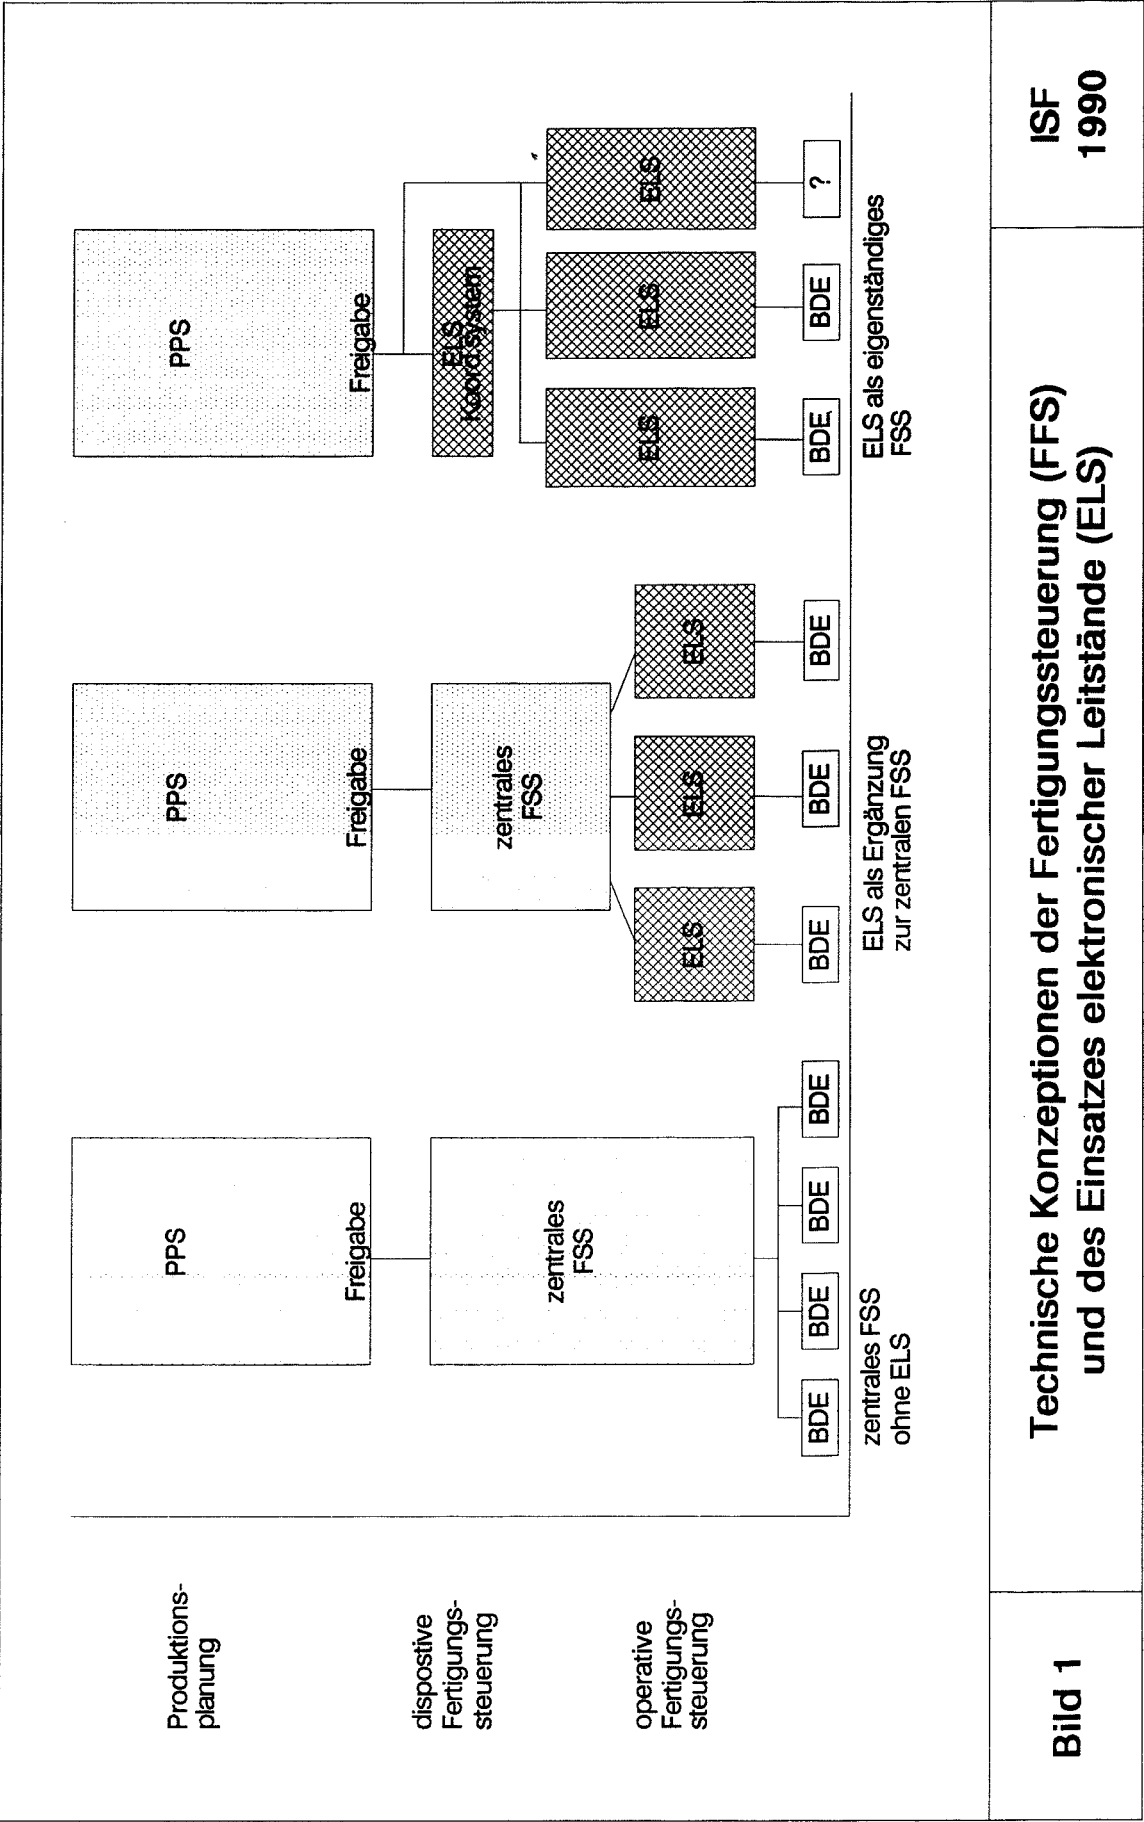 Produktions-
planung
dispostive
Fertigungs-
steuerung
operative
Fertigungs-
steuerung
PPS
Freigabe
zentrales
FSS
BDE
BDE
BDE
BDE
zentrales FSS
ohne ELS
PPS
Freigabe
zentrales
FSS
ELS
ELS
ELS
BDE
BDE
BDE
ELS als Ergänzung
zur zentralen FSS
PPS
Freigabe
ELS
Koord.system
ELS
ELS
ELS
BDE
BDE
?
ELS als eigenständiges
FSS
Bild 1
Technische Konzeptionen der Fertigungssteuerung (FFS)
und des Einsatzes elektronischer Leitstände (ELS)
ISF
1990